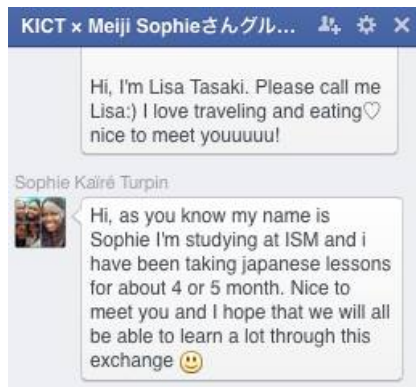 KICT × Meiji Sophieさんグル...
Hi, I'm Lisa Tasaki. Please call me
Lisa:) I love traveling and eating♡
nice to meet youuuuu!
Sophie Kaïré Turpin
Hi, as you know my name is
Sophie I'm studying at ISM and i
have been taking japanese lessons
for about 4 or 5 month. Nice to
meet you and I hope that we will all
be able to learn a lot through this
exchange 🙂